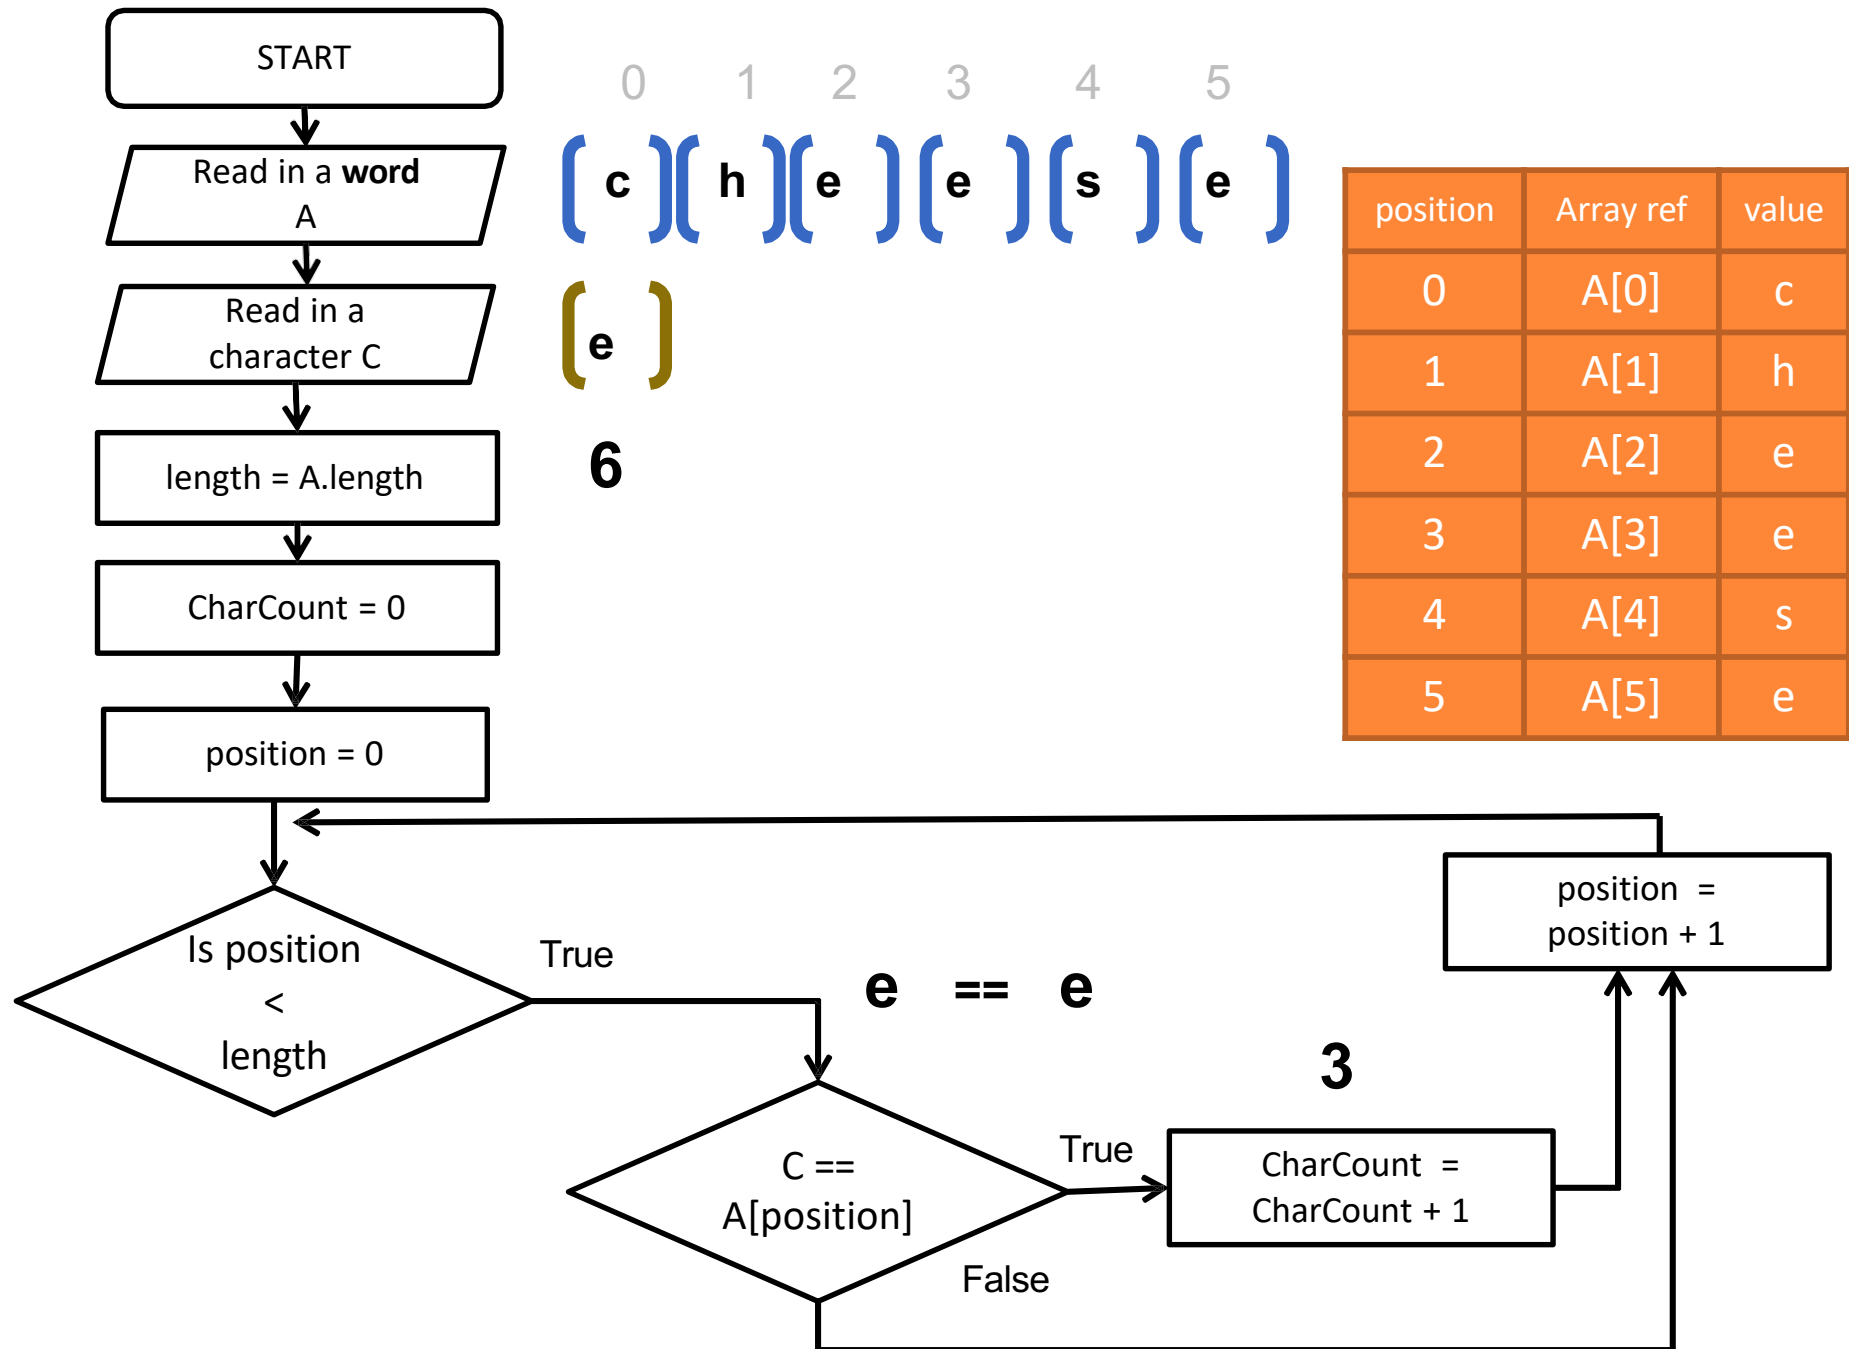 START
Read in a word
A
Read in a
character C
length = A.length
CharCount = 0
position = 0
Is position
<
length
True
0 1 2 3 4 5
c h e e s e
e
6
position Array ref value
0 A[0] c
1 A[1] h
2 A[2] e
3 A[3] e
4 A[4] s
5 A[5] e
e == e
C ==
A[position]
True
False
3
CharCount =
CharCount + 1
position =
position + 1